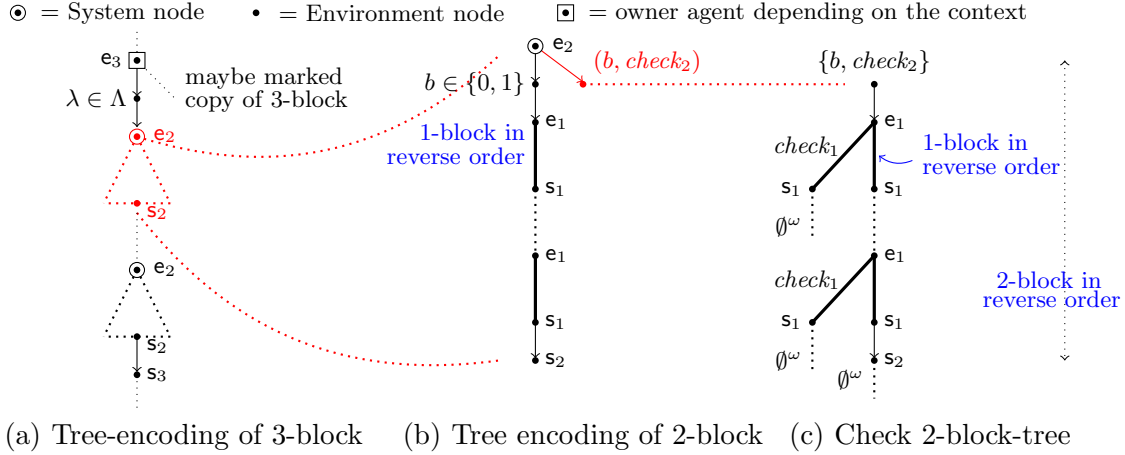 = System node
= Environment node
= owner agent depending on the context
e₃
maybe marked
copy of 3-block
λ ∈ Λ
e₂
s₂
e₂
s₂
s₃
(a) Tree-encoding of 3-block
e₂
(b, check₂)
b ∈ {0, 1}
e₁
1-block in
reverse order
s₁
e₁
s₁
s₂
(b) Tree encoding of 2-block
{b, check₂}
e₁
check₁
1-block in
reverse order
s₁
s₁
∅^ω
e₁
check₁
2-block in
reverse order
s₁
s₁
∅^ω
s₂
∅^ω
(c) Check 2-block-tree